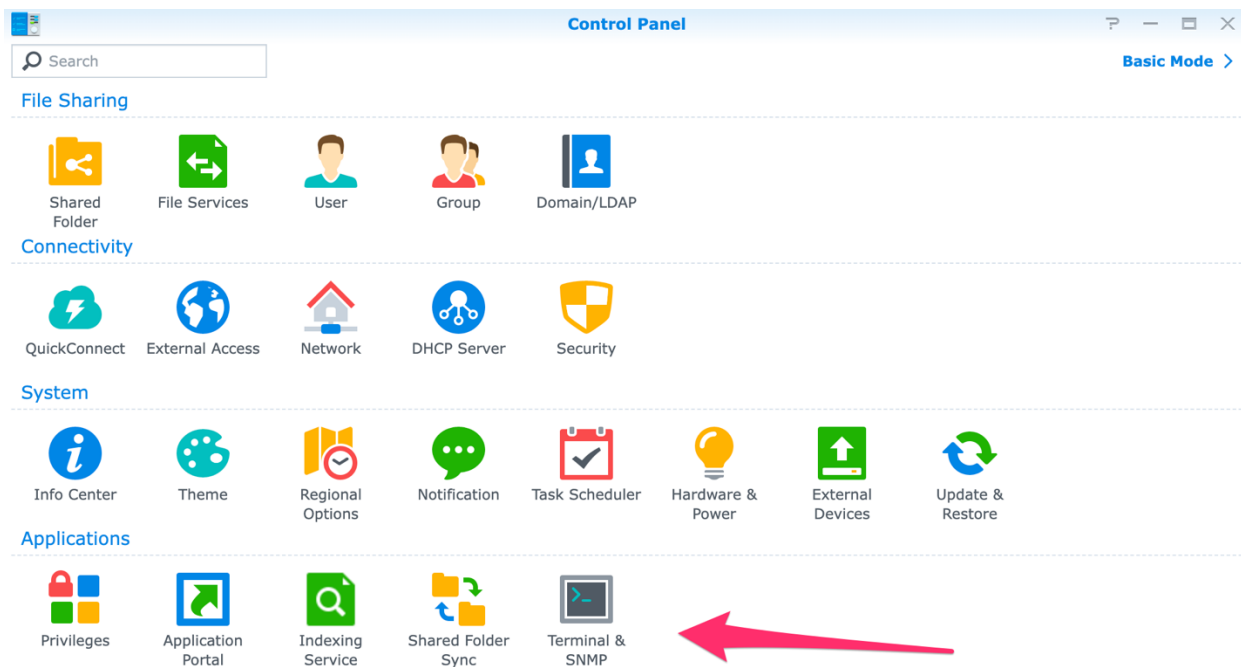 Control Panel
Search
Basic Mode
File Sharing
Shared Folder
File Services
User
Group
Domain/LDAP
Connectivity
QuickConnect
External Access
Network
DHCP Server
Security
System
Info Center
Theme
Regional Options
Notification
Task Scheduler
Hardware & Power
External Devices
Update & Restore
Applications
Privileges
Application Portal
Indexing Service
Shared Folder Sync
Terminal & SNMP